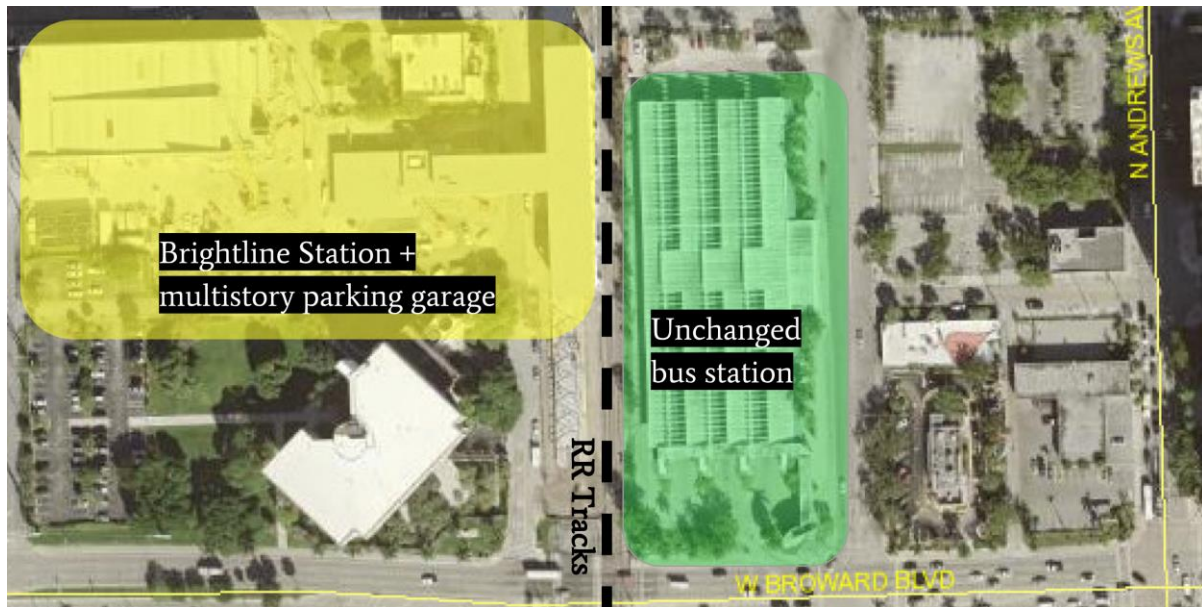 N ANDREWS AV
Brightline Station +
multistory parking garage
Unchanged
bus station
RR Tracks
W BROWARD BLVD